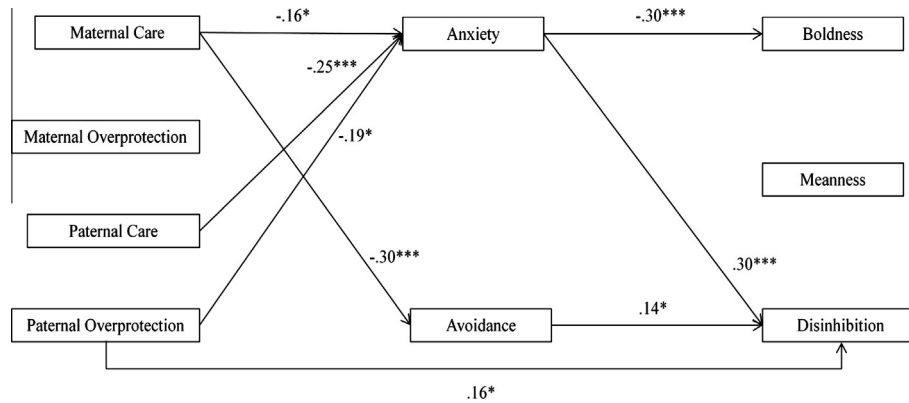 -.16*
-.30***
Maternal Care
Anxiety
Boldness
-.25***
Maternal Overprotection
-.19*
Meanness
Paternal Care
-.30***
.30***
.14*
Paternal Overprotection
Avoidance
Disinhibition
.16*